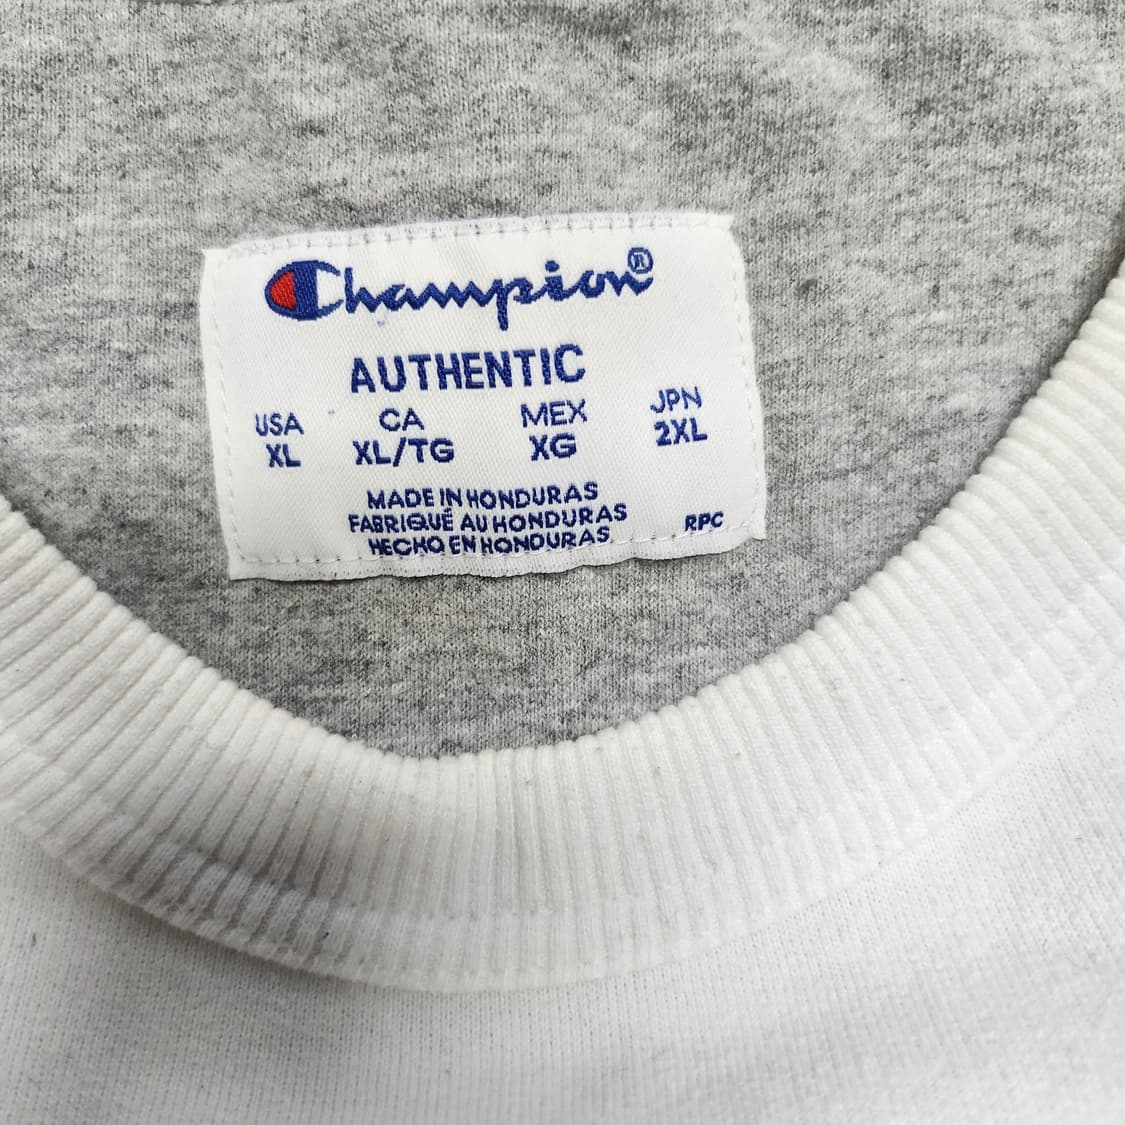 Champion®
AUTHENTIC
USA CA MEX JPN
XL XL/TG XG 2XL
MADE IN HONDURAS
FABRIQUÉ AU HONDURAS RPC
HECHO EN HONDURAS